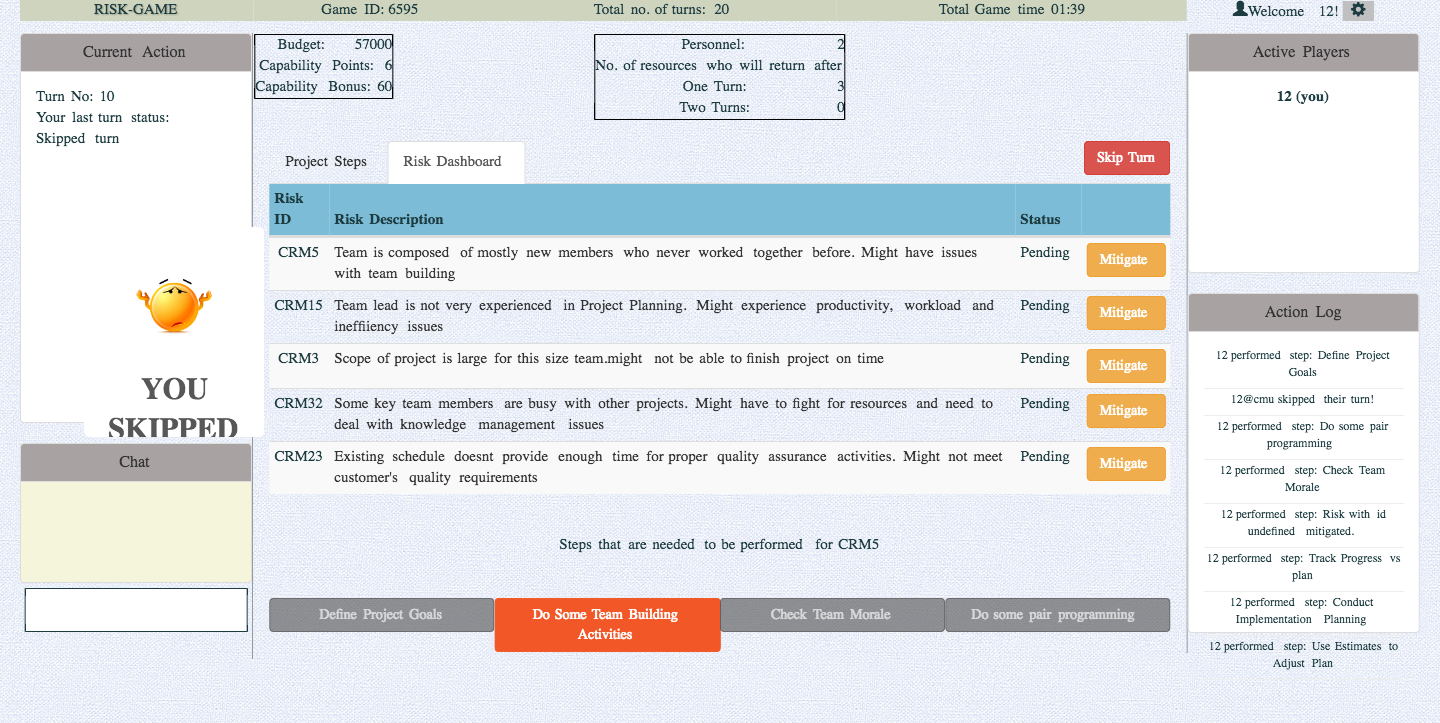 RISK-GAME
Game ID: 6595
Total no. of turns: 20
Total Game time 01:39
Welcome 12!
Current Action
Turn No: 10
Your last turn status:
Skipped turn
YOU
SKIPPED
Chat
Budget: 57000
Capability Points: 6
Capability Bonus: 60
Personnel: 2
No. of resources who will return after
One Turn: 3
Two Turns: 0
Project Steps
Risk Dashboard
Skip Turn
Risk
ID
Risk Description
Status
CRM5
Team is composed of mostly new members who never worked together before. Might have issues
with team building
Pending
Mitigate
CRM15
Team lead is not very experienced in Project Planning. Might experience productivity, workload and
ineffiiency issues
Pending
Mitigate
CRM3
Scope of project is large for this size team.might not be able to finish project on time
Pending
Mitigate
CRM32
Some key team members are busy with other projects. Might have to fight for resources and need to
deal with knowledge management issues
Pending
Mitigate
CRM23
Existing schedule doesnt provide enough time for proper quality assurance activities. Might not meet
customer's quality requirements
Pending
Mitigate
Steps that are needed to be performed for CRM5
Define Project Goals
Do Some Team Building
Activities
Check Team Morale
Do some pair programming
Active Players
12 (you)
Action Log
12 performed step: Define Project
Goals
12@cmu skipped their turn!
12 performed step: Do some pair
programming
12 performed step: Check Team
Morale
12 performed step: Risk with id
undefined mitigated.
12 performed step: Track Progress vs
plan
12 performed step: Conduct
Implementation Planning
12 performed step: Use Estimates to
Adjust Plan